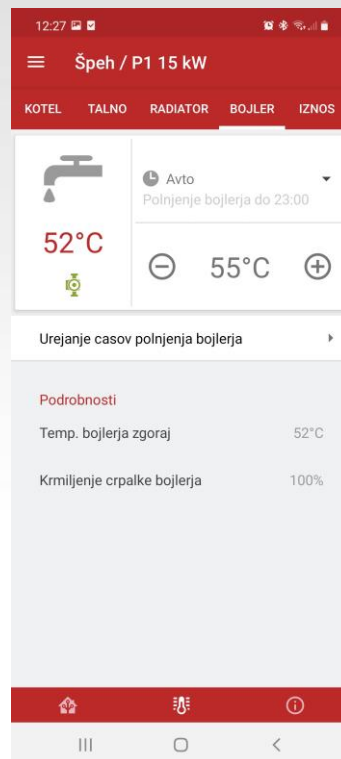 12:27
Špeh / P1 15 kW
KOTEL TALNO RADIATOR BOJLER IZNOS
Avto
Polnjenje bojlerja do 23:00
52°C
55°C
Urejanje casov polnjenja bojlerja
Podrobnosti
Temp. bojlerja zgoraj 52°C
Krmiljenje crpalke bojlerja 100%